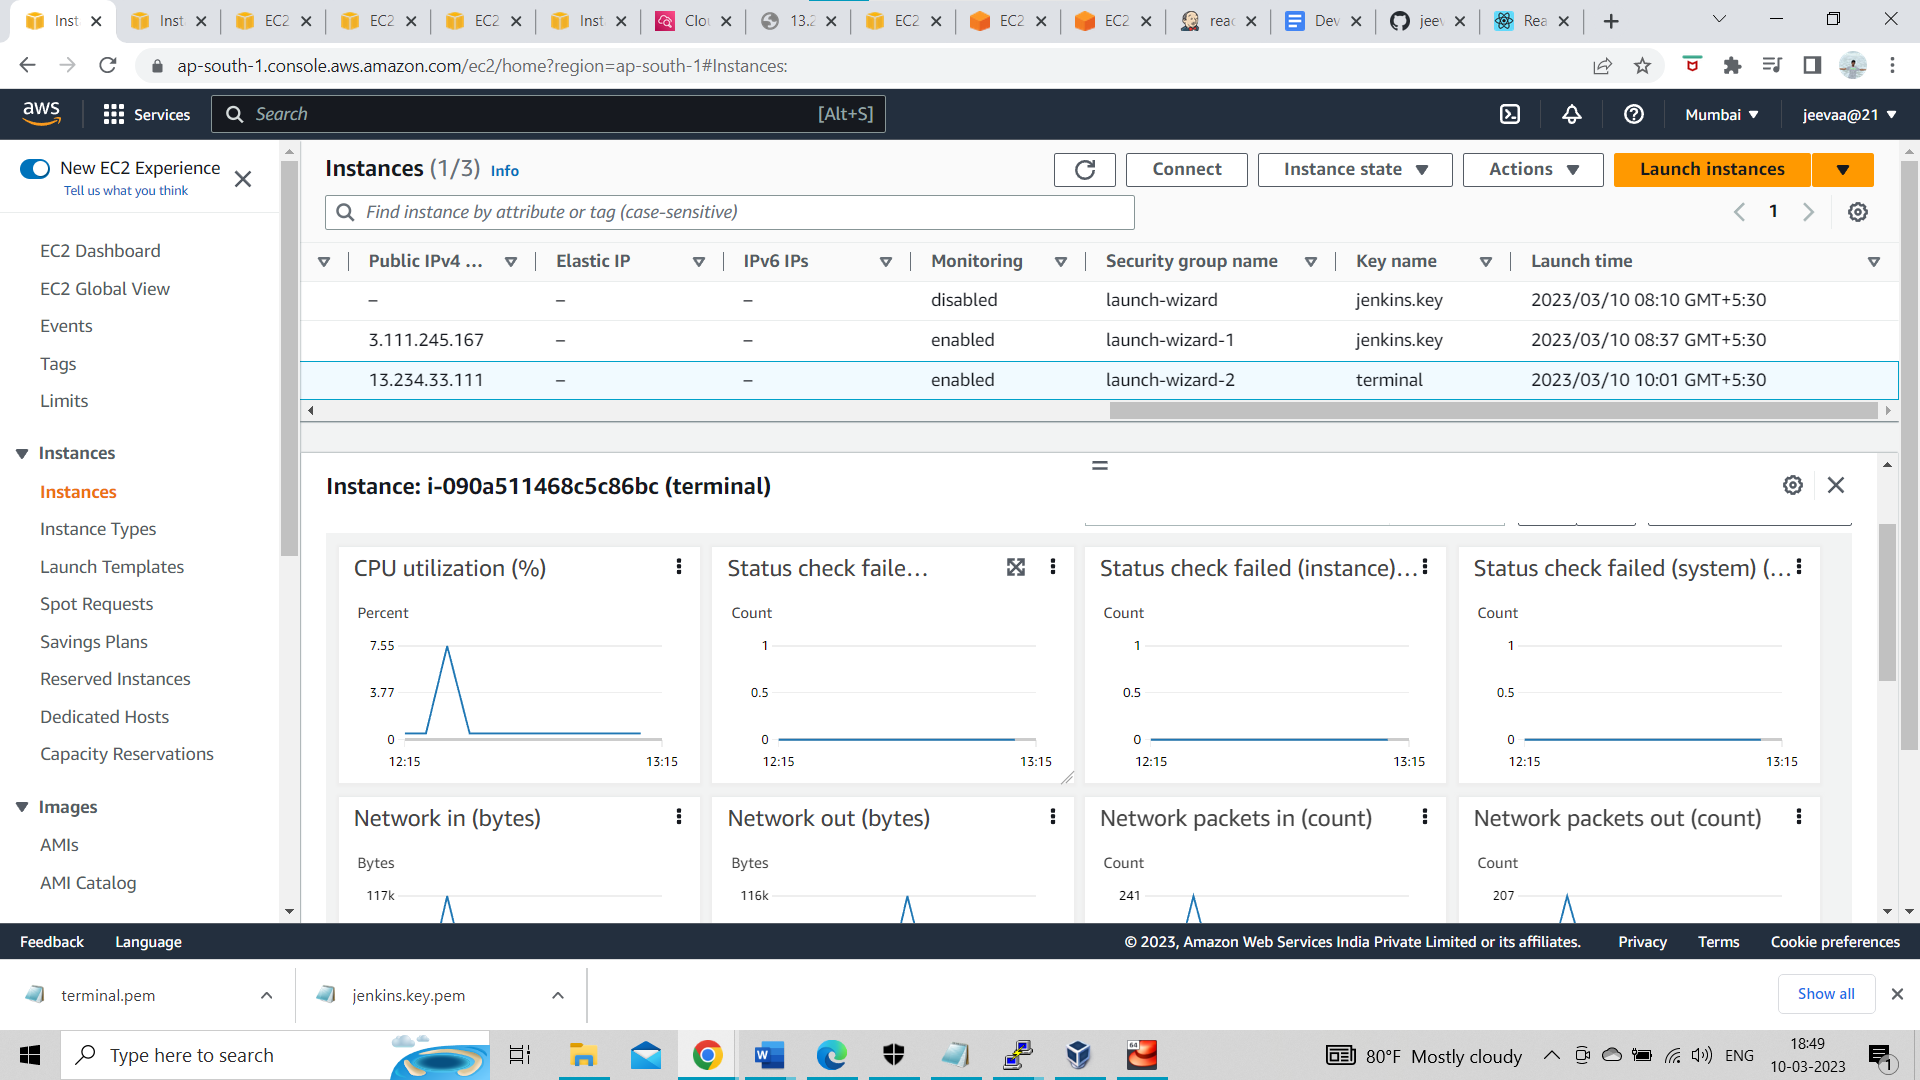 Inst
Inst
EC2
EC2
EC2
Inst
Clou
13.2
EC2
EC2
EC2
reac
Dev
jeev
Rea
ap-south-1.console.aws.amazon.com/ec2/home?region=ap-south-1#Instances:
aws
Services
Search
[Alt+S]
Mumbai
jeevaa@21
New EC2 Experience
Tell us what you think
EC2 Dashboard
EC2 Global View
Events
Tags
Limits
Instances
Instances
Instance Types
Launch Templates
Spot Requests
Savings Plans
Reserved Instances
Dedicated Hosts
Capacity Reservations
Images
AMIs
AMI Catalog
Instances (1/3) Info
Connect
Instance state
Actions
Launch instances
Find instance by attribute or tag (case-sensitive)
1
Public IPv4 ... Elastic IP IPv6 IPs Monitoring Security group name Key name Launch time
– – – disabled launch-wizard jenkins.key 2023/03/10 08:10 GMT+5:30
3.111.245.167 – – enabled launch-wizard-1 jenkins.key 2023/03/10 08:37 GMT+5:30
13.234.33.111 – – enabled launch-wizard-2 terminal 2023/03/10 10:01 GMT+5:30
Instance: i-090a511468c5c86bc (terminal)
CPU utilization (%)
Percent
7.55
3.77
0
12:15 13:15
Status check faile...
Count
1
0.5
0
12:15 13:15
Status check failed (instance)...
Count
1
0.5
0
12:15 13:15
Status check failed (system) (...
Count
1
0.5
0
12:15 13:15
Network in (bytes)
Bytes
117k
Network out (bytes)
Bytes
116k
Network packets in (count)
Count
241
Network packets out (count)
Count
207
Feedback Language
© 2023, Amazon Web Services India Private Limited or its affiliates. Privacy Terms Cookie preferences
terminal.pem
jenkins.key.pem
Show all
Type here to search
64
80°F Mostly cloudy
ENG
18:49
10-03-2023
1